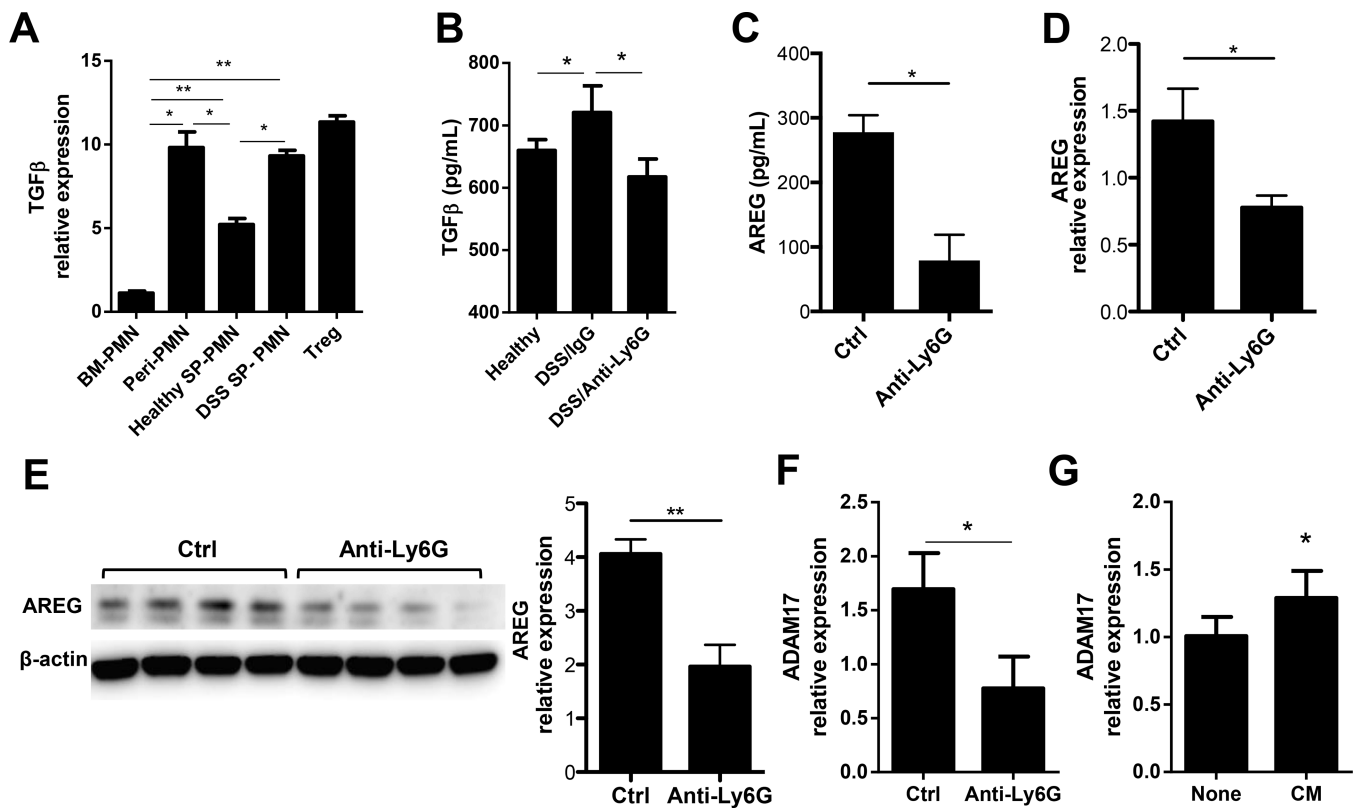 A
TGFβ
relative expression
15
10
5
0
**
**
*
*
*
BM-PMN
Peri-PMN
Healthy SP-PMN
DSS SP- PMN
Treg
B
TGFβ (pg/mL)
800
700
600
500
400
*
*
Healthy
DSS/IgG
DSS/Anti-Ly6G
C
AREG (pg/mL)
400
300
200
100
0
*
Ctrl
Anti-Ly6G
D
AREG
relative expression
2.0
1.5
1.0
0.5
0.0
*
Ctrl
Anti-Ly6G
E
Ctrl
Anti-Ly6G
AREG
β-actin
AREG
relative expression
5
4
2
1
0
**
Ctrl
Anti-Ly6G
F
ADAM17
relative expression
2.5
2.0
1.5
1.0
0.5
0.0
*
Ctrl
Anti-Ly6G
G
ADAM17
relative expression
2.0
1.5
1.0
0.5
0.0
*
None
CM